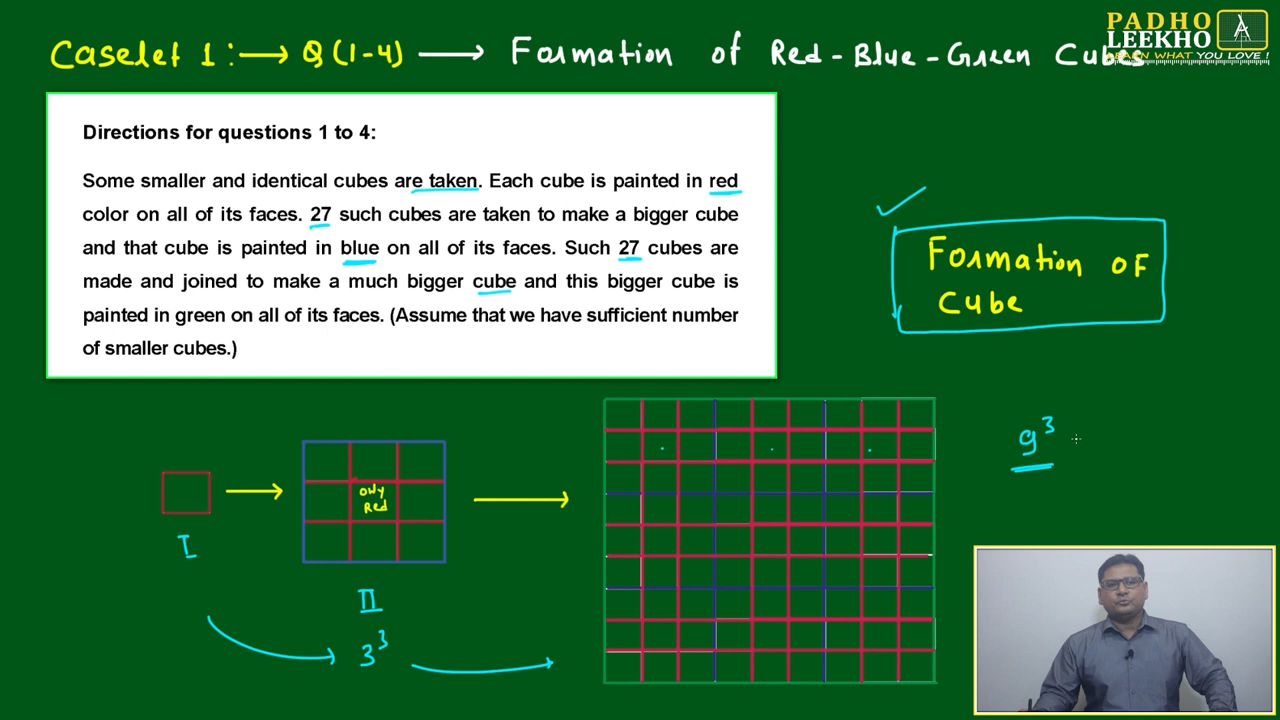 PADHO
LEEKHO
LEARN WHAT YOU LOVE !
Caselet 1: → Q (1-4) → Formation of Red - Blue - Green Cubes
Directions for questions 1 to 4:
Some smaller and identical cubes are taken. Each cube is painted in red
color on all of its faces. 27 such cubes are taken to make a bigger cube
and that cube is painted in blue on all of its faces. Such 27 cubes are
made and joined to make a much bigger cube and this bigger cube is
painted in green on all of its faces. (Assume that we have sufficient number
of smaller cubes.)
Formation of
Cube
only
Red
I
II
3³
9³